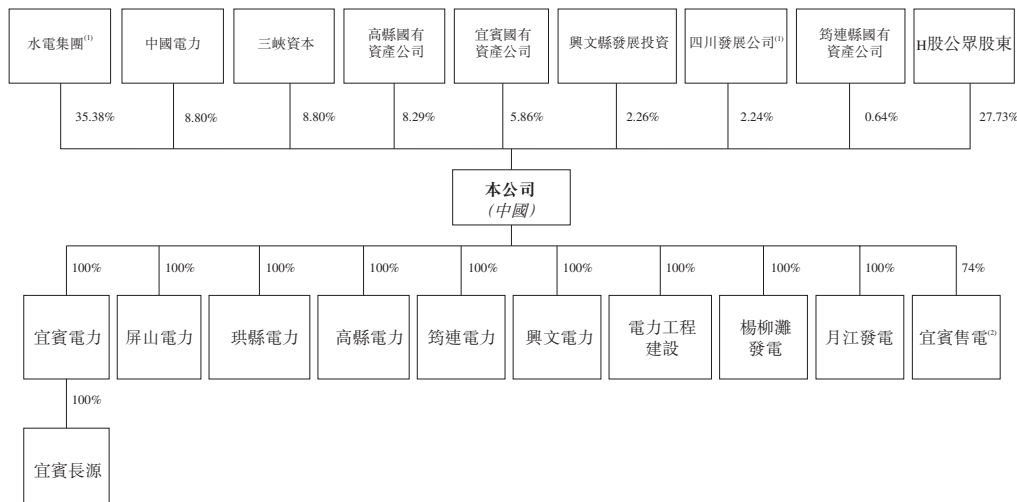 水電集團(1)
中國電力
三峽資本
高縣國有
資產公司
宜賓國有
資產公司
興文縣發展投資
四川發展公司(1)
筠連縣國有
資產公司
H股公眾股東
35.38%
8.80%
8.80%
8.29%
5.86%
2.26%
2.24%
0.64%
27.73%
本公司
(中國)
100%
100%
100%
100%
100%
100%
100%
100%
100%
74%
宜賓電力
屏山電力
珙縣電力
高縣電力
筠連電力
興文電力
電力工程
建設
楊柳灘
發電
月江發電
宜賓售電(2)
100%
宜賓長源